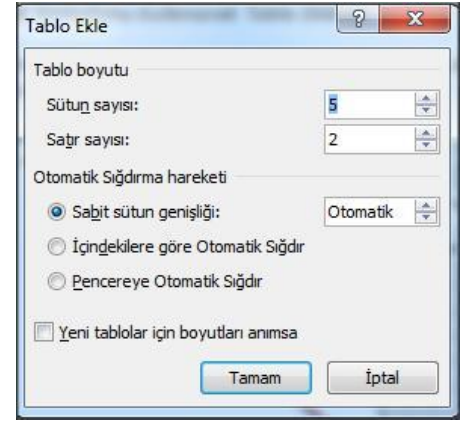 Tablo Ekle
Tablo boyutu
Sütun sayısı: 5
Satır sayısı: 2
Otomatik Sığdırma hareketi
Sabit sütun genişliği: Otomatik
İçindekilere göre Otomatik Sığdır
Pencereye Otomatik Sığdır
Yeni tablolar için boyutları anımsa
Tamam İptal